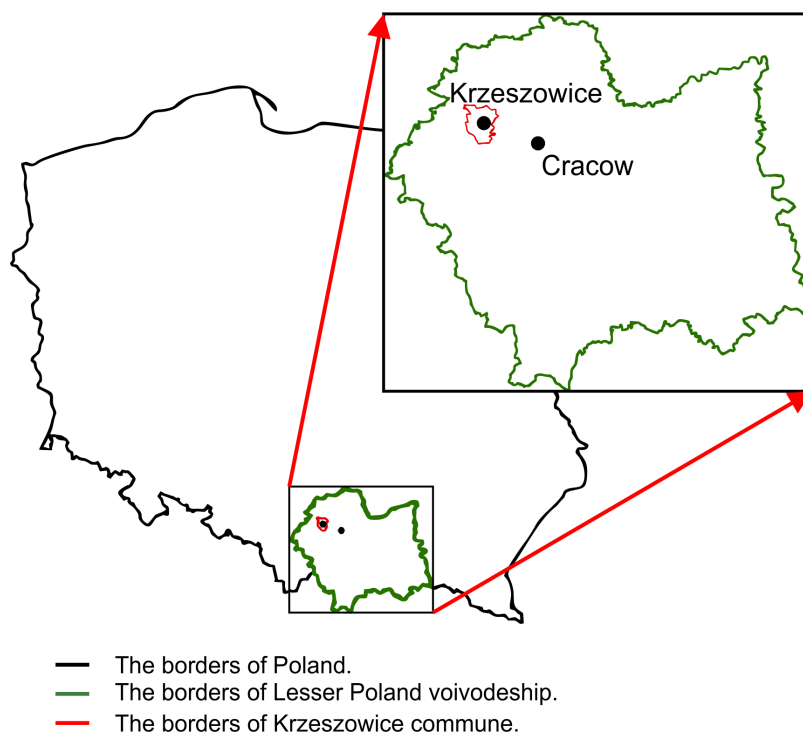 Krzeszowice
Cracow
The borders of Poland.
The borders of Lesser Poland voivodeship.
The borders of Krzeszowice commune.